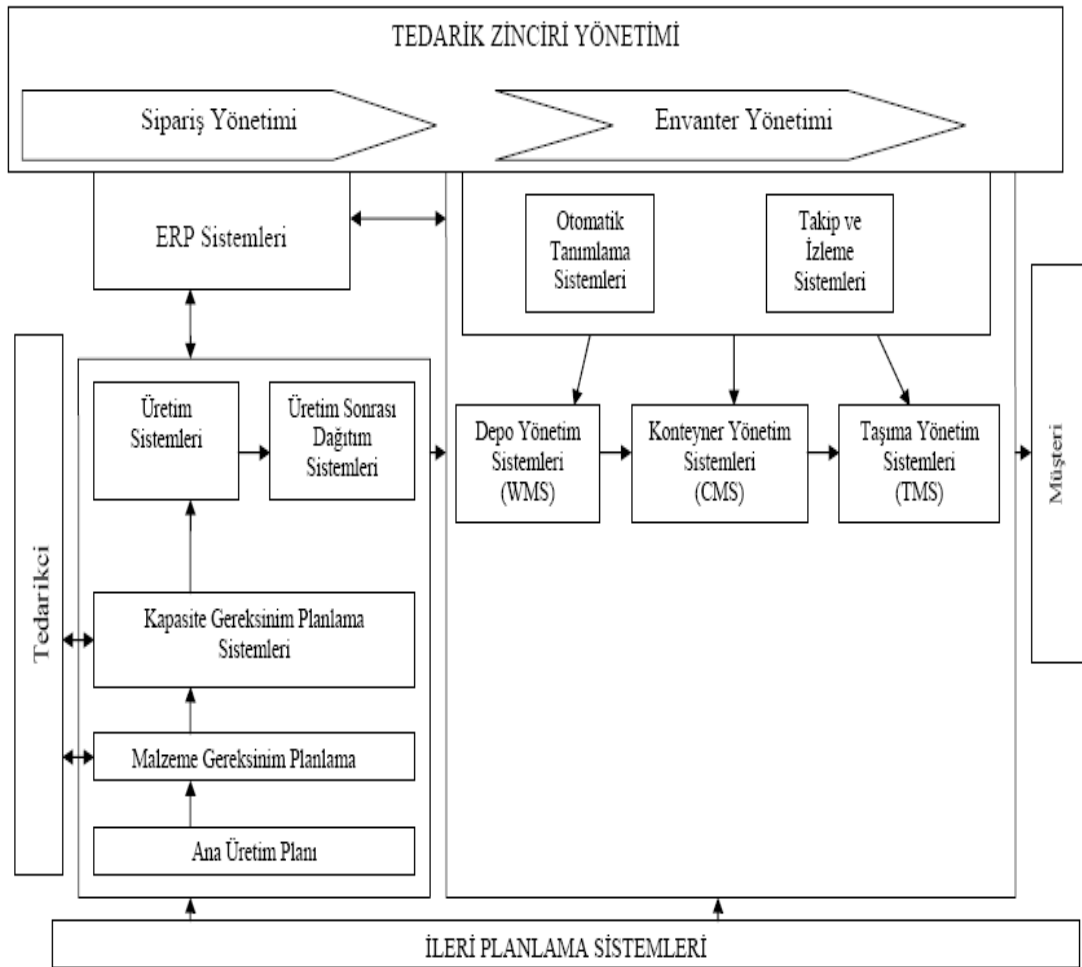 TEDARİK ZİNCİRİ YÖNETİMİ
Sipariş Yönetimi
Envanter Yönetimi
ERP Sistemleri
Otomatik
Tanımlama
Sistemleri
Takip ve
İzleme
Sistemleri
Tedarikci
Üretim
Sistemleri
Üretim Sonrası
Dağıtım
Sistemleri
Depo Yönetim
Sistemleri
(WMS)
Konteyner Yönetim
Sistemleri
(CMS)
Taşıma Yönetim
Sistemleri
(TMS)
Müşteri
Kapasite Gereksinim Planlama
Sistemleri
Malzeme Gereksinim Planlama
Ana Üretim Planı
İLERİ PLANLAMA SİSTEMLERİ